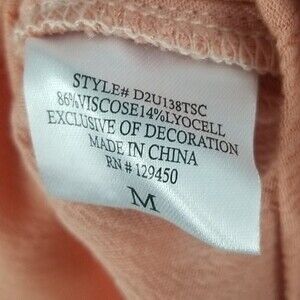 STYLE# D2U138TSC
86%VISCOSE14%LYOCELL
EXCLUSIVE OF DECORATION
MADE IN CHINA
RN # 129450
M